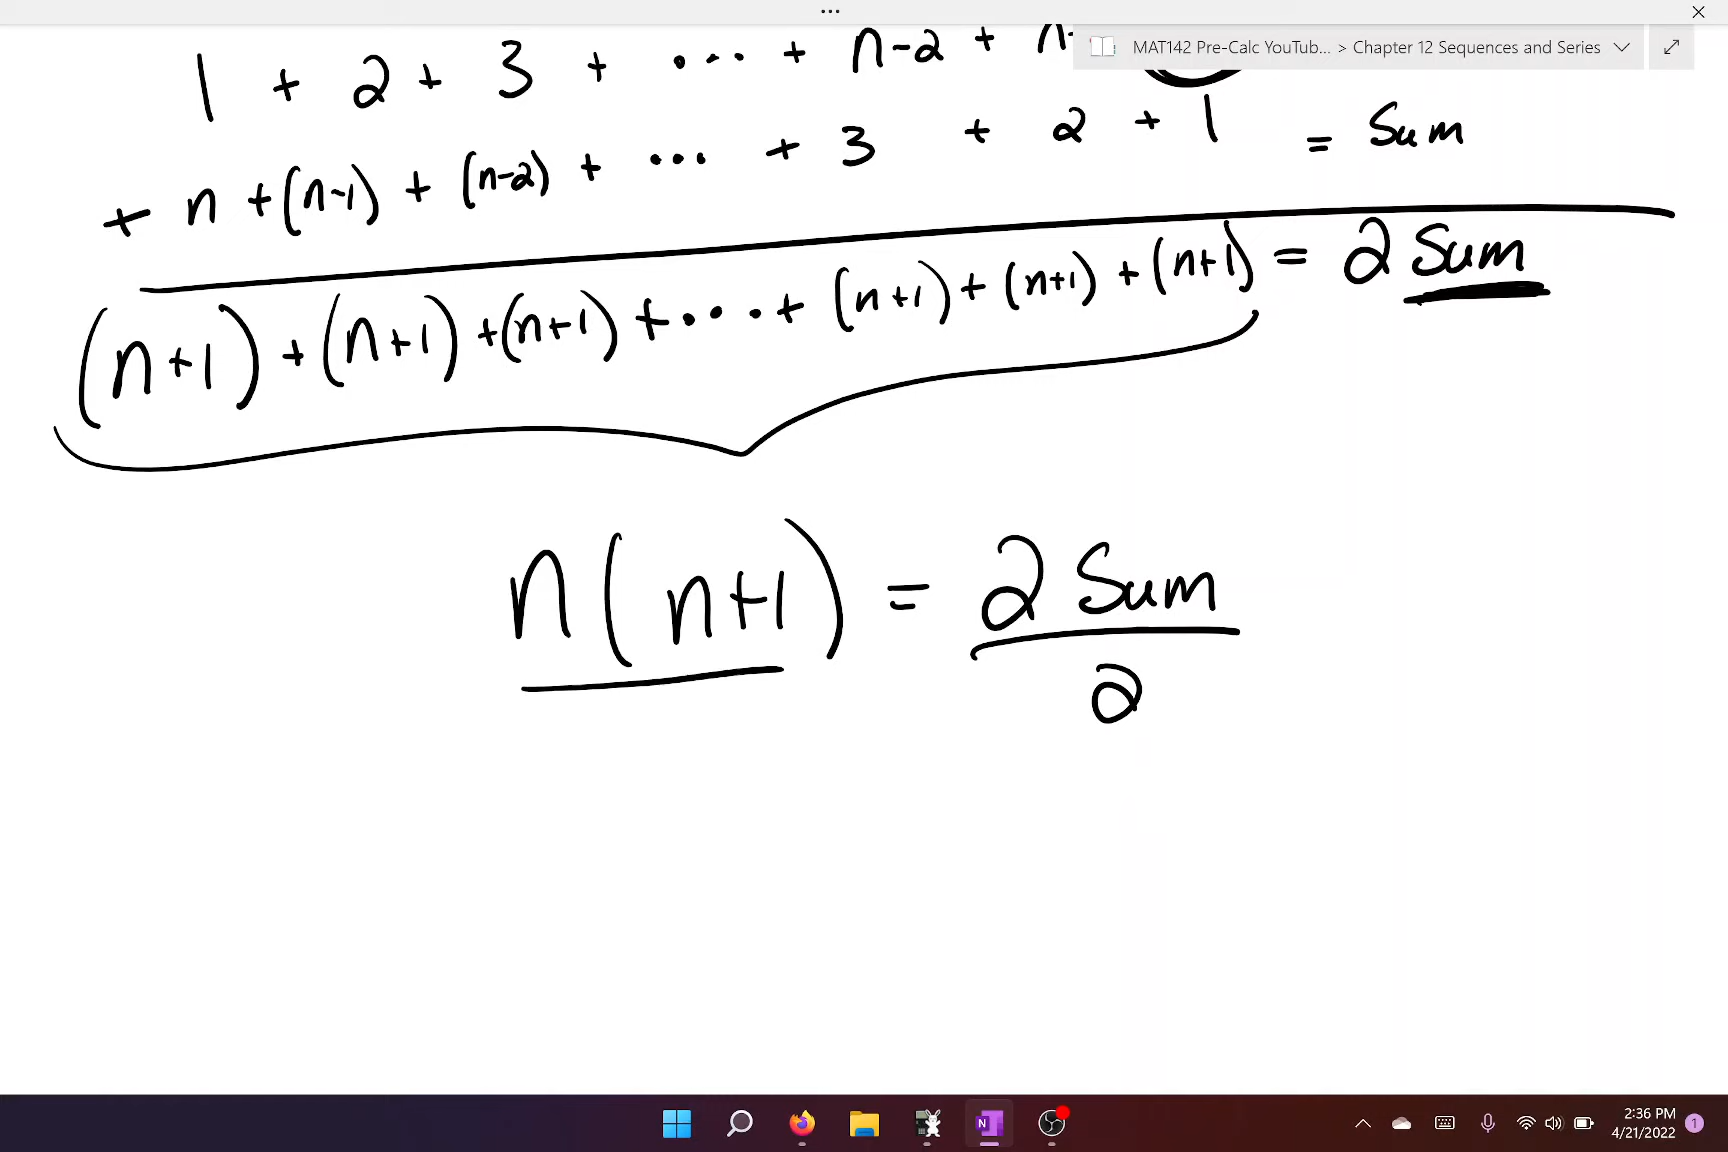 MAT142 Pre-Calc YouTub... > Chapter 12 Sequences and Series
1 + 2 + 3 + ... + n-2 +
+ n + (n-1) + (n-2) + ... + 3 + 2 + 1 = Sum
(n+1) + (n+1) + (n+1) + .... + (n+1) + (n+1) + (n+1) = 2 Sum
n(n+1) = 2 Sum
2
2:36 PM
4/21/2022
1